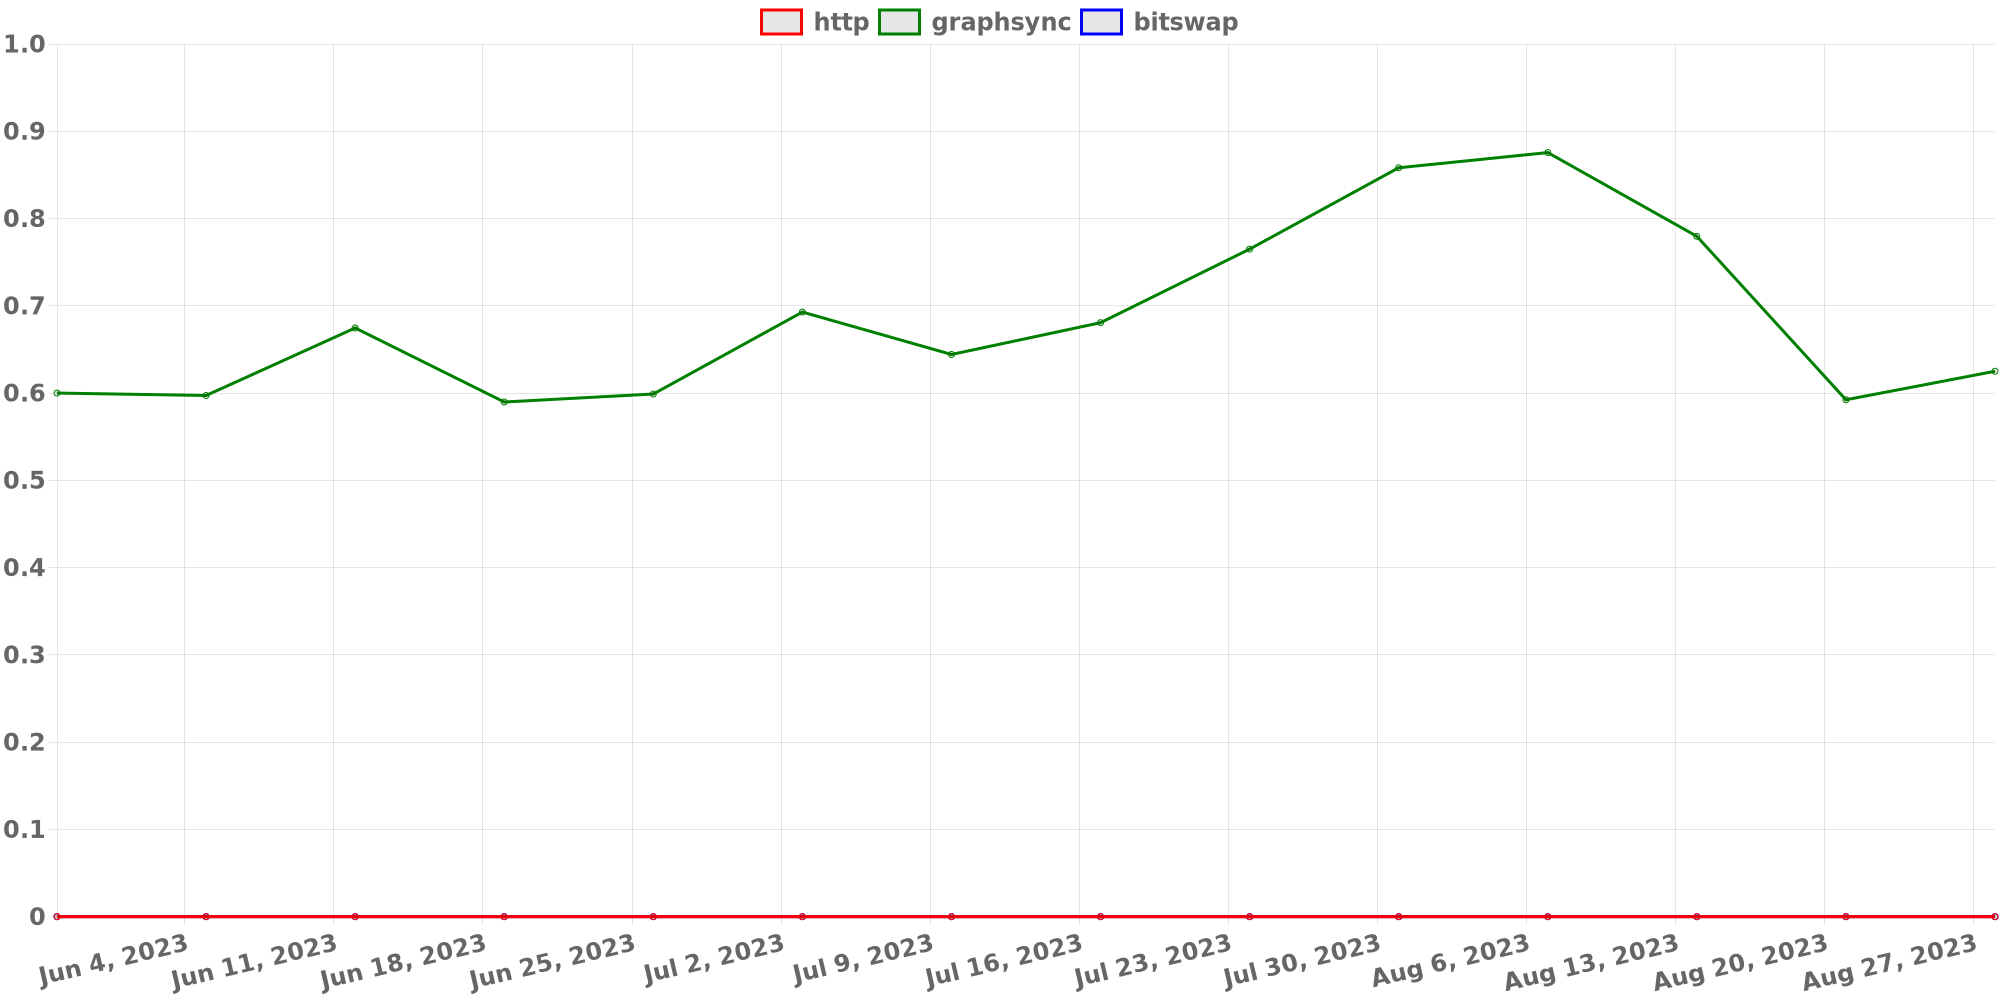 http graphsync bitswap
1.0
0.9
0.8
0.7
0.6
0.5
0.4
0.3
0.2
0.1
0
Jun 4, 2023
Jun 11, 2023
Jun 18, 2023
Jun 25, 2023
Jul 2, 2023
Jul 9, 2023
Jul 16, 2023
Jul 23, 2023
Jul 30, 2023
Aug 6, 2023
Aug 13, 2023
Aug 20, 2023
Aug 27, 2023